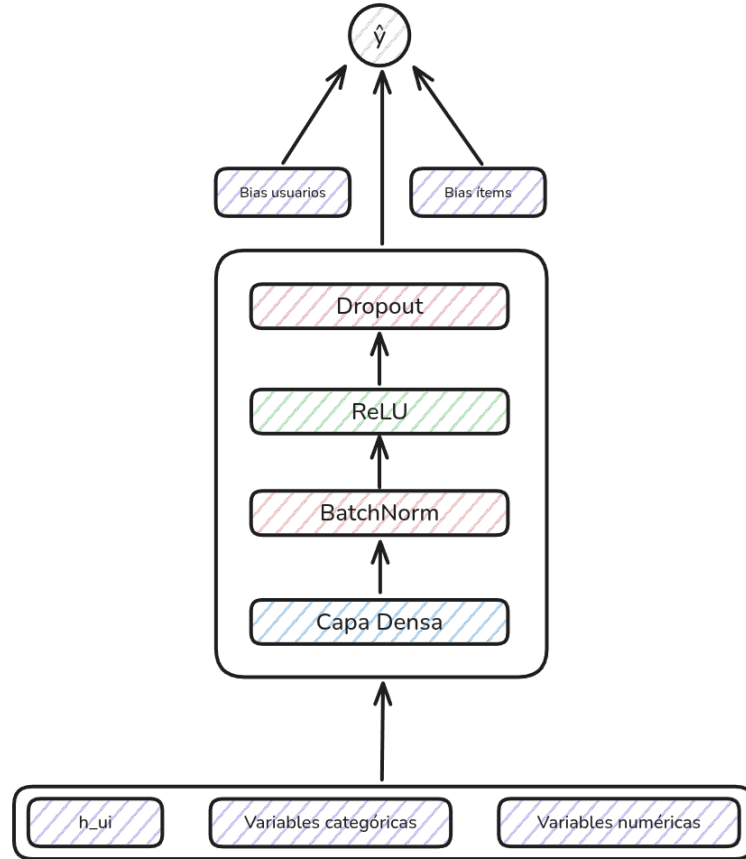 ŷ
Bias usuarios
Bias ítems
Dropout
ReLU
BatchNorm
Capa Densa
h_ui
Variables categóricas
Variables numéricas